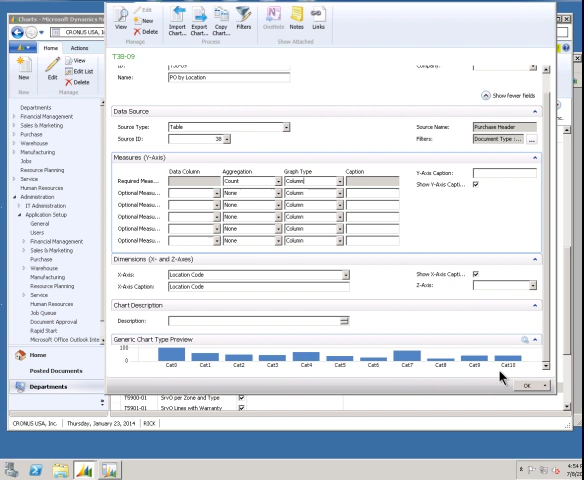 Charts - Microsoft Dynamics N
CRONUS USA, I
Home Actions
New
Edit
View
Edit List
Delete
New Manage
View
Edit
New
Delete
Import Chart...
Export Chart...
Copy Chart...
Filters
OneNote
Notes
Links
Manage Process Show Attached
T38-09
ID: T38-09 Company:
Name: PO by Location
Show fewer fields
Data Source
Source Type: Table Source Name: Purchase Header
Source ID: 38 Filters: Document Type :... ...
Measures (Y-Axis)
Data Column Aggregation Graph Type Caption Y-Axis Caption:
Required Meas... Count Column Show Y-Axis Capti...
Optional Measu... None Column
Optional Measu... None Column
Optional Measu... None Column
Optional Measu... None Column
Optional Measu... None Column
Dimensions (X- and Z-Axes)
X-Axis: Location Code Show X-Axis Capti...
X-Axis Caption: Location Code Z-Axis:
Chart Description
Description:
Generic Chart Type Preview
100
0
Cat0 Cat1 Cat2 Cat3 Cat4 Cat5 Cat6 Cat7 Cat8 Cat9 Cat10
OK
Departments
Financial Management
Sales & Marketing
Purchase
Warehouse
Manufacturing
Jobs
Resource Planning
Service
Human Resources
Administration
IT Administration
Application Setup
General
Users
Financial Management
Sales & Marketing
Purchase
Warehouse
Manufacturing
Resource Planning
Service
Human Resources
Job Queue
Document Approval
Rapid Start
Microsoft Office Outlook Inte
Home
Posted Documents
Departments
T5900-01 SrvO per Zone and Type
T5901-01 SrvO Lines with Warranty
CRONUS USA, Inc. Thursday, January 23, 2014 RICK
4:54 P